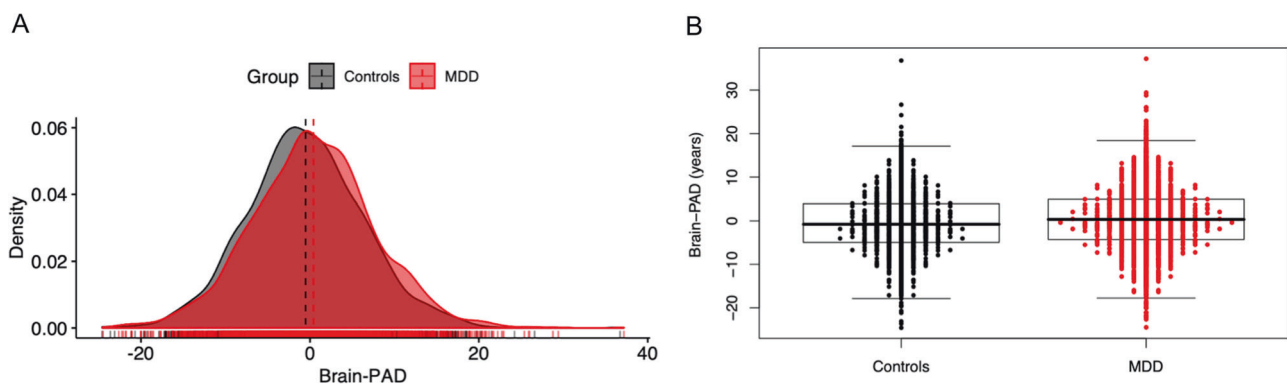 A
Group Controls MDD
0.06
0.04
0.02
0.00
Density
-20 0 20 40
Brain-PAD
B
30
20
10
0
−10
−20
Brain−PAD (years)
Controls MDD